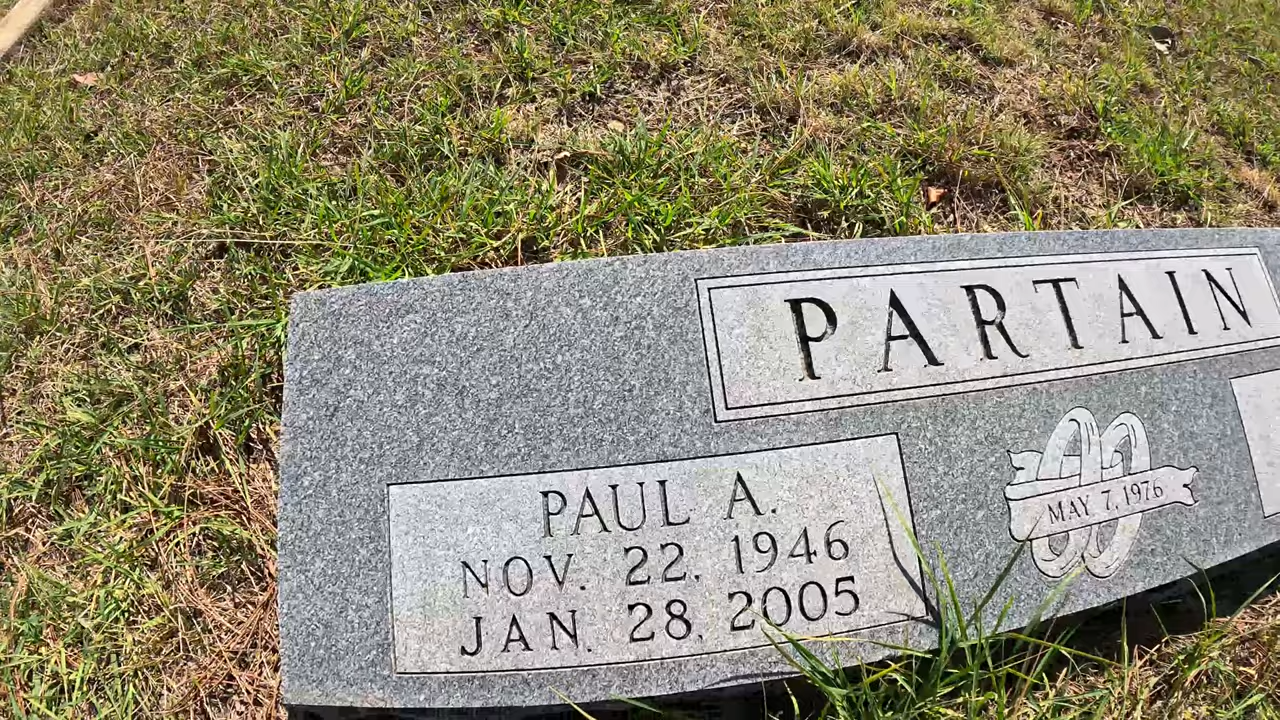 PARTAIN
PAUL A.
NOV. 22, 1946
JAN. 28, 2005
MAY 7, 1976